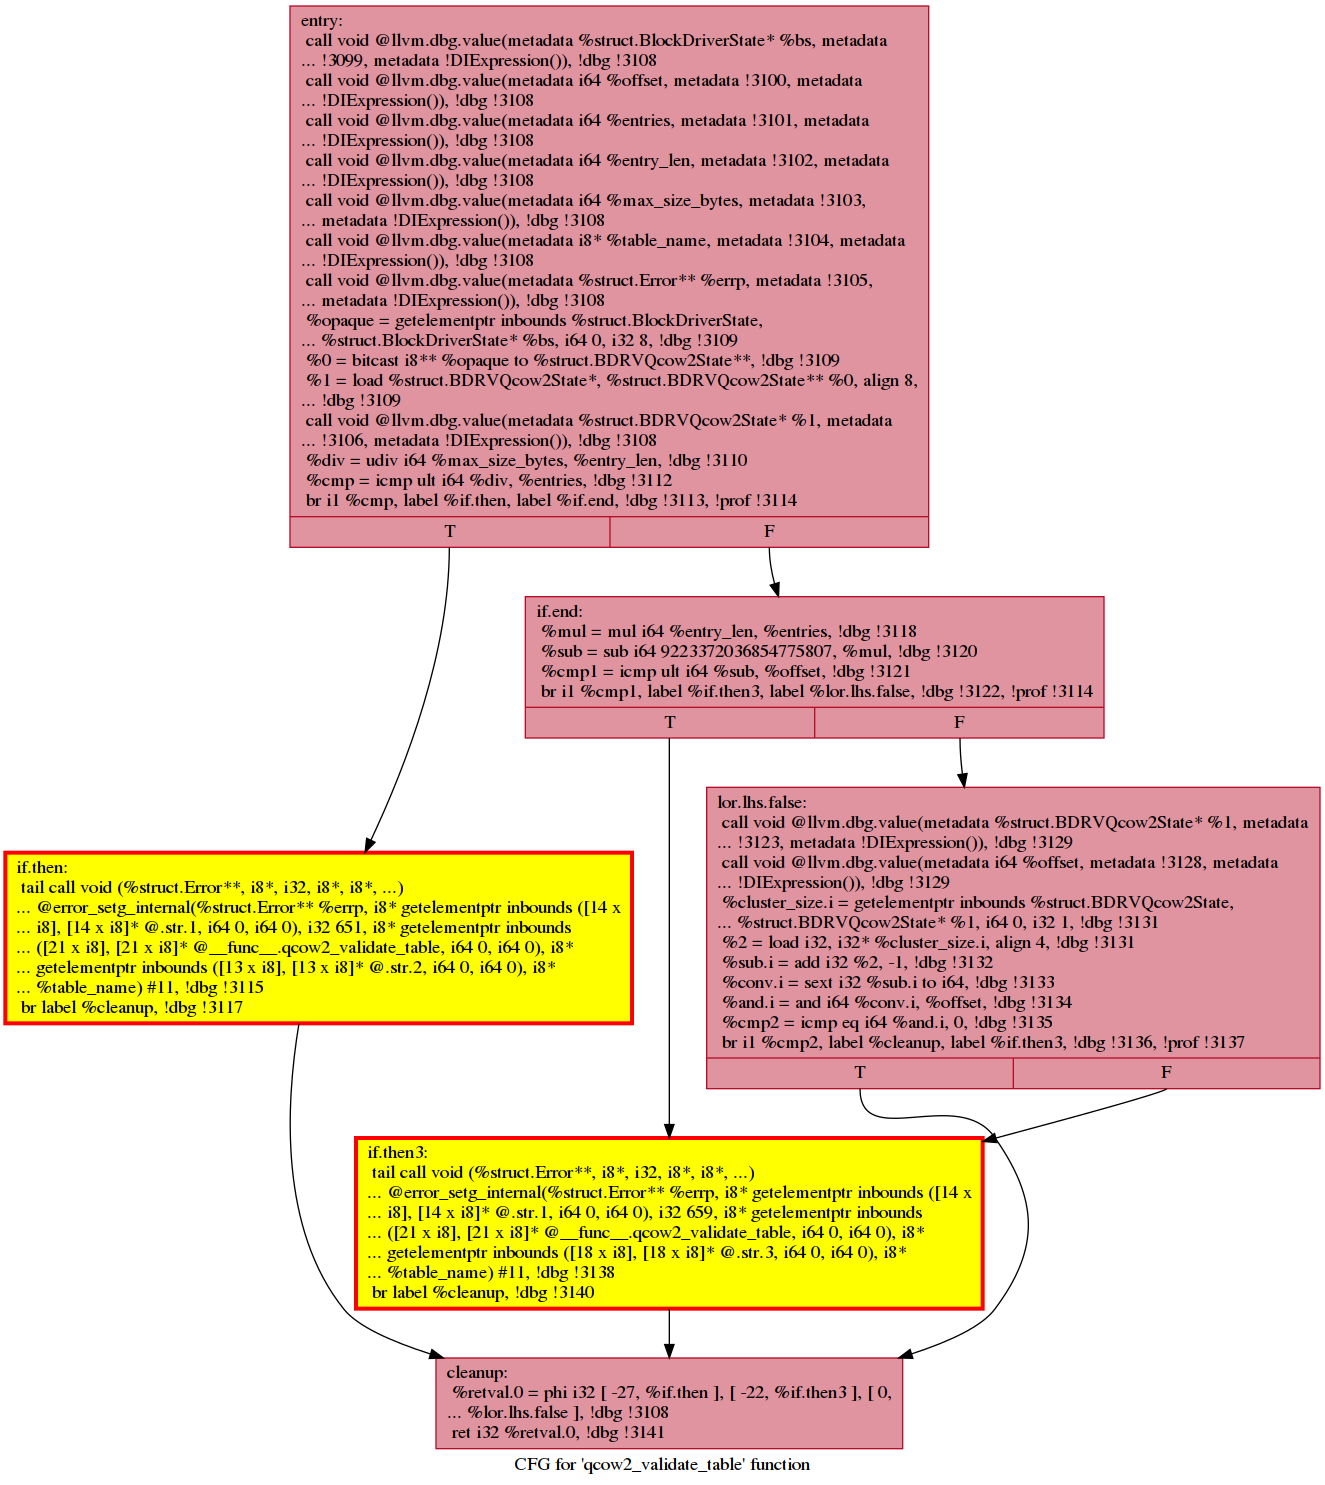 entry:
call void @llvm.dbg.value(metadata %struct.BlockDriverState* %bs, metadata
... !3099, metadata !DIExpression()), !dbg !3108
call void @llvm.dbg.value(metadata i64 %offset, metadata !3100, metadata
... !DIExpression()), !dbg !3108
call void @llvm.dbg.value(metadata i64 %entries, metadata !3101, metadata
... !DIExpression()), !dbg !3108
call void @llvm.dbg.value(metadata i64 %entry_len, metadata !3102, metadata
... !DIExpression()), !dbg !3108
call void @llvm.dbg.value(metadata i64 %max_size_bytes, metadata !3103,
... metadata !DIExpression()), !dbg !3108
call void @llvm.dbg.value(metadata i8* %table_name, metadata !3104, metadata
... !DIExpression()), !dbg !3108
call void @llvm.dbg.value(metadata %struct.Error** %errp, metadata !3105,
... metadata !DIExpression()), !dbg !3108
%opaque = getelementptr inbounds %struct.BlockDriverState,
... %struct.BlockDriverState* %bs, i64 0, i32 8, !dbg !3109
%0 = bitcast i8** %opaque to %struct.BDRVQcow2State**, !dbg !3109
%1 = load %struct.BDRVQcow2State*, %struct.BDRVQcow2State** %0, align 8,
... !dbg !3109
call void @llvm.dbg.value(metadata %struct.BDRVQcow2State* %1, metadata
... !3106, metadata !DIExpression()), !dbg !3108
%div = udiv i64 %max_size_bytes, %entry_len, !dbg !3110
%cmp = icmp ult i64 %div, %entries, !dbg !3112
br i1 %cmp, label %if.then, label %if.end, !dbg !3113, !prof !3114
T F
if.end:
%mul = mul i64 %entry_len, %entries, !dbg !3118
%sub = sub i64 9223372036854775807, %mul, !dbg !3120
%cmp1 = icmp ult i64 %sub, %offset, !dbg !3121
br i1 %cmp1, label %if.then3, label %lor.lhs.false, !dbg !3122, !prof !3114
T F
lor.lhs.false:
call void @llvm.dbg.value(metadata %struct.BDRVQcow2State* %1, metadata
... !3123, metadata !DIExpression()), !dbg !3129
call void @llvm.dbg.value(metadata i64 %offset, metadata !3128, metadata
... !DIExpression()), !dbg !3129
%cluster_size.i = getelementptr inbounds %struct.BDRVQcow2State,
... %struct.BDRVQcow2State* %1, i64 0, i32 1, !dbg !3131
%2 = load i32, i32* %cluster_size.i, align 4, !dbg !3131
%sub.i = add i32 %2, -1, !dbg !3132
%conv.i = sext i32 %sub.i to i64, !dbg !3133
%and.i = and i64 %conv.i, %offset, !dbg !3134
%cmp2 = icmp eq i64 %and.i, 0, !dbg !3135
br i1 %cmp2, label %cleanup, label %if.then3, !dbg !3136, !prof !3137
T F
if.then:
tail call void (%struct.Error**, i8*, i32, i8*, i8*, ...)
... @error_setg_internal(%struct.Error** %errp, i8* getelementptr inbounds ([14 x
... i8], [14 x i8]* @.str.1, i64 0, i64 0), i32 651, i8* getelementptr inbounds
... ([21 x i8], [21 x i8]* @__func__.qcow2_validate_table, i64 0, i64 0), i8*
... getelementptr inbounds ([13 x i8], [13 x i8]* @.str.2, i64 0, i64 0), i8*
... %table_name) #11, !dbg !3115
br label %cleanup, !dbg !3117
if.then3:
tail call void (%struct.Error**, i8*, i32, i8*, i8*, ...)
... @error_setg_internal(%struct.Error** %errp, i8* getelementptr inbounds ([14 x
... i8], [14 x i8]* @.str.1, i64 0, i64 0), i32 659, i8* getelementptr inbounds
... ([21 x i8], [21 x i8]* @__func__.qcow2_validate_table, i64 0, i64 0), i8*
... getelementptr inbounds ([18 x i8], [18 x i8]* @.str.3, i64 0, i64 0), i8*
... %table_name) #11, !dbg !3138
br label %cleanup, !dbg !3140
cleanup:
%retval.0 = phi i32 [ -27, %if.then ], [ -22, %if.then3 ], [ 0,
... %lor.lhs.false ], !dbg !3108
ret i32 %retval.0, !dbg !3141
CFG for 'qcow2_validate_table' function